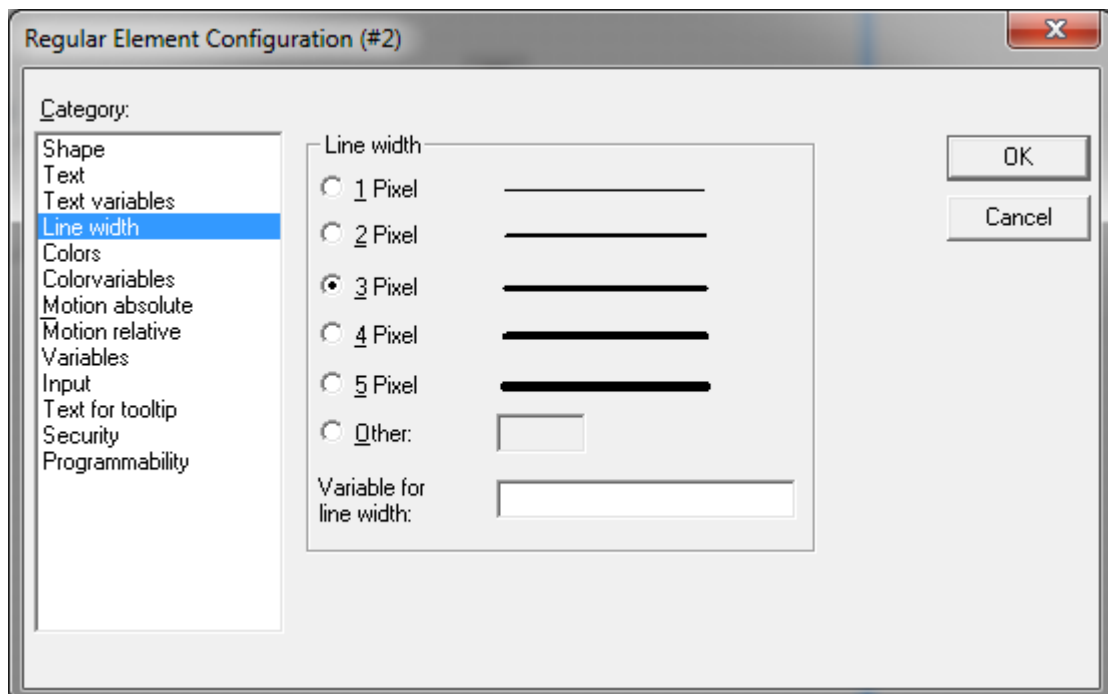 Regular Element Configuration (#2)
Category:
Shape
Text
Text variables
Line width
Colors
Colorvariables
Motion absolute
Motion relative
Variables
Input
Text for tooltip
Security
Programmability
Line width
1 Pixel
2 Pixel
3 Pixel
4 Pixel
5 Pixel
Other:
Variable for
line width:
OK
Cancel